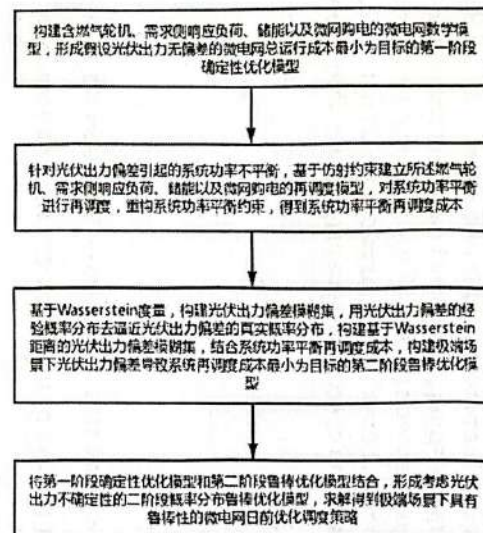 构建含燃气轮机、需求侧响应负荷、储能以及微网购电的微电网数学模
型，形成假设光伏出力无偏差的微电网总运行成本最小为目标的第一阶段
确定性优化模型
针对光伏出力偏差引起的系统功率不平衡，基于仿射约束建立所述燃气轮
机、需求侧响应负荷、储能以及微网购电的再调度模型，对系统功率平衡
进行再调度，重构系统功率平衡约束，得到系统功率平衡再调度成本
基于Wasserstein度量，构建光伏出力偏差模糊集，用光伏出力偏差的经
验概率分布去逼近光伏出力偏差的真实概率分布，构建基于Wasserstein
距离的光伏出力偏差模糊集，结合系统功率平衡再调度成本，构建极端场
景下光伏出力偏差导致系统再调度成本最小为目标的第二阶段鲁棒优化模
型
将第一阶段确定性优化模型和第二阶段鲁棒优化模型结合，形成考虑光伏
出力不确定性的二阶段概率分布鲁棒优化模型，求解得到极端场景下具有
鲁棒性的微电网日前优化调度策略